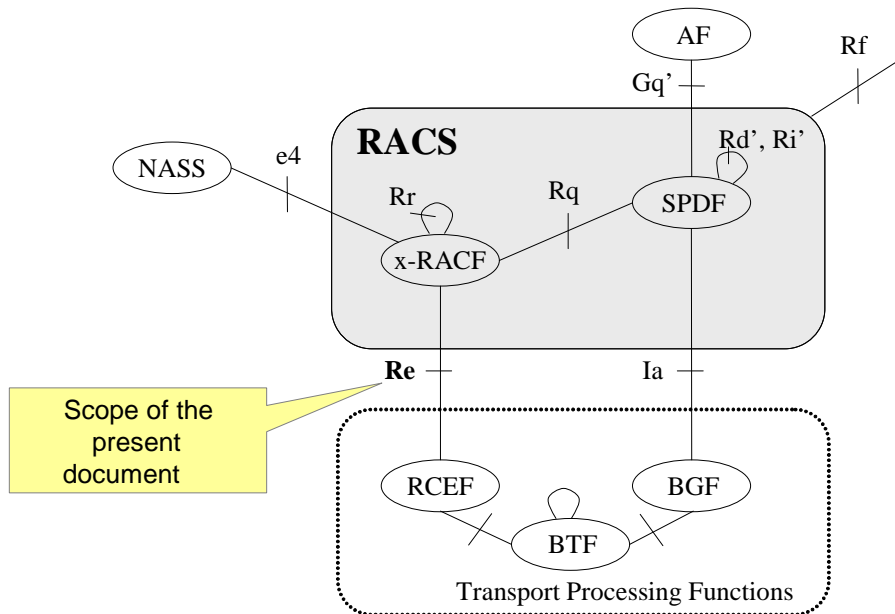 AF
Rf
Gq’
RACS
Rd’, Ri’
e4
NASS
Rq
Rr
SPDF
x-RACF
Re
Ia
Scope of the
present
document
RCEF
BGF
BTF
Transport Processing Functions